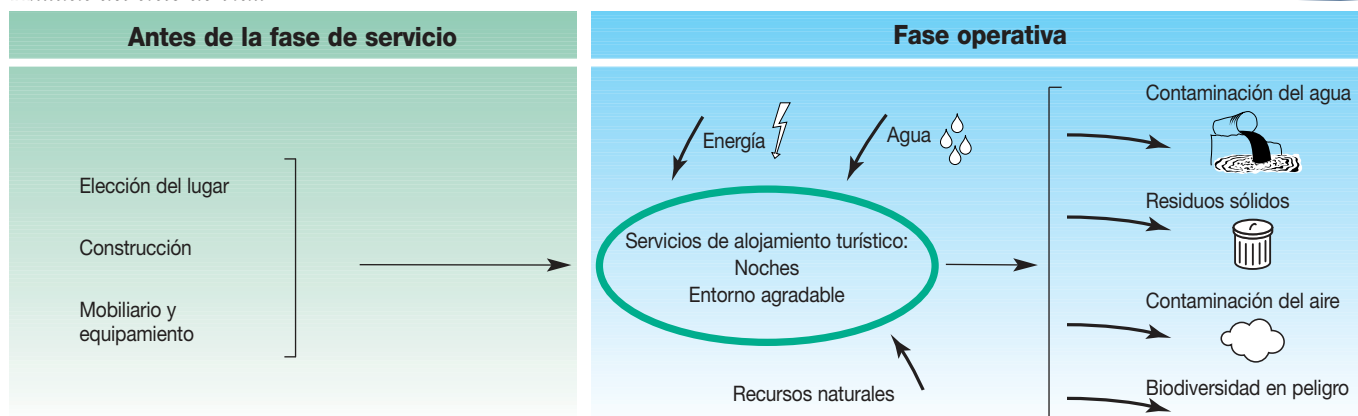 Antes de la fase de servicio
Elección del lugar
Construcción
Mobiliario y
equipamiento
Fase operativa
Energía
Agua
Servicios de alojamiento turístico:
Noches
Entorno agradable
Recursos naturales
Contaminación del agua
Residuos sólidos
Contaminación del aire
Biodiversidad en peligro